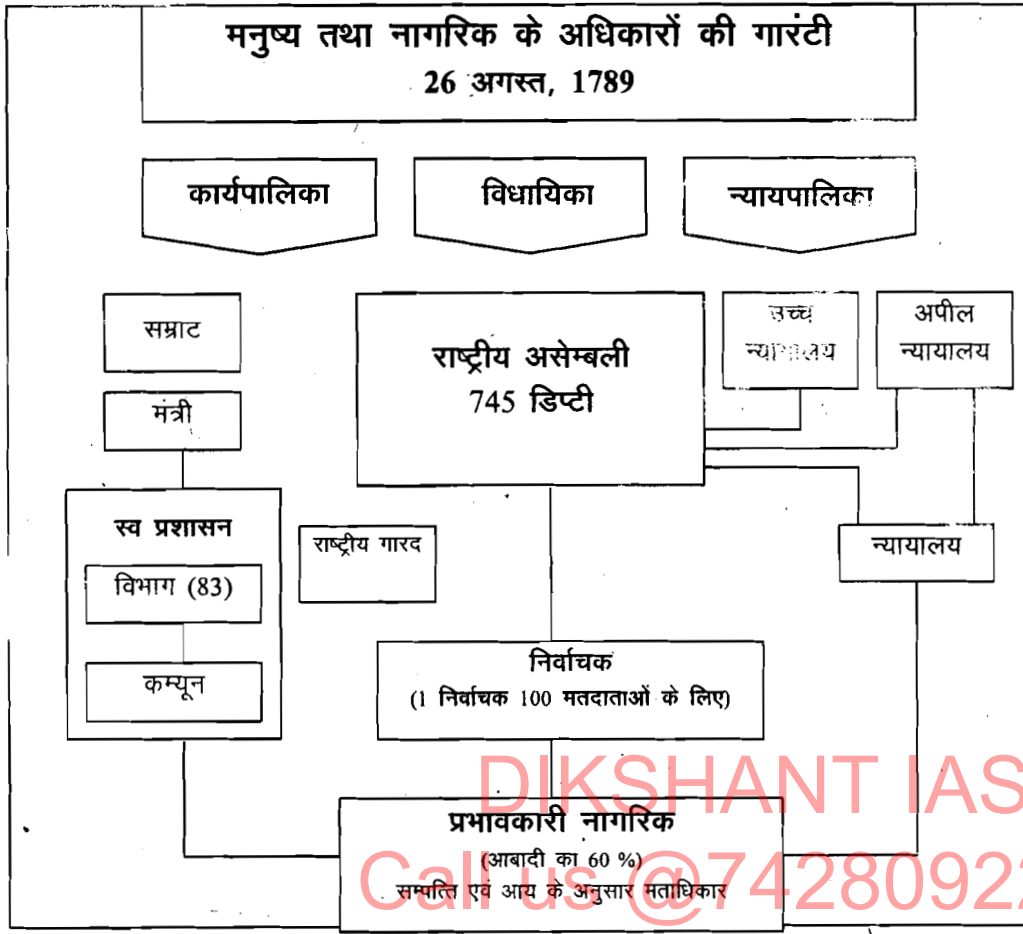 मनुष्य तथा नागरिक के अधिकारों की गारंटी
26 अगस्त, 1789
कार्यपालिका
विधायिका
न्यायपालिका
सम्राट
मंत्री
स्व प्रशासन
विभाग (83)
कम्यून
राष्ट्रीय गारद
राष्ट्रीय असेम्बली
745 डिप्टी
उच्च
न्यायालय
अपील
न्यायालय
न्यायालय
निर्वाचक
(1 निर्वाचक 100 मतदाताओं के लिए)
प्रभावकारी नागरिक
(आबादी का 60 %)
सम्पत्ति एवं आय के अनुसार मताधिकार
DIKSHANT IAS
Call us @7428092